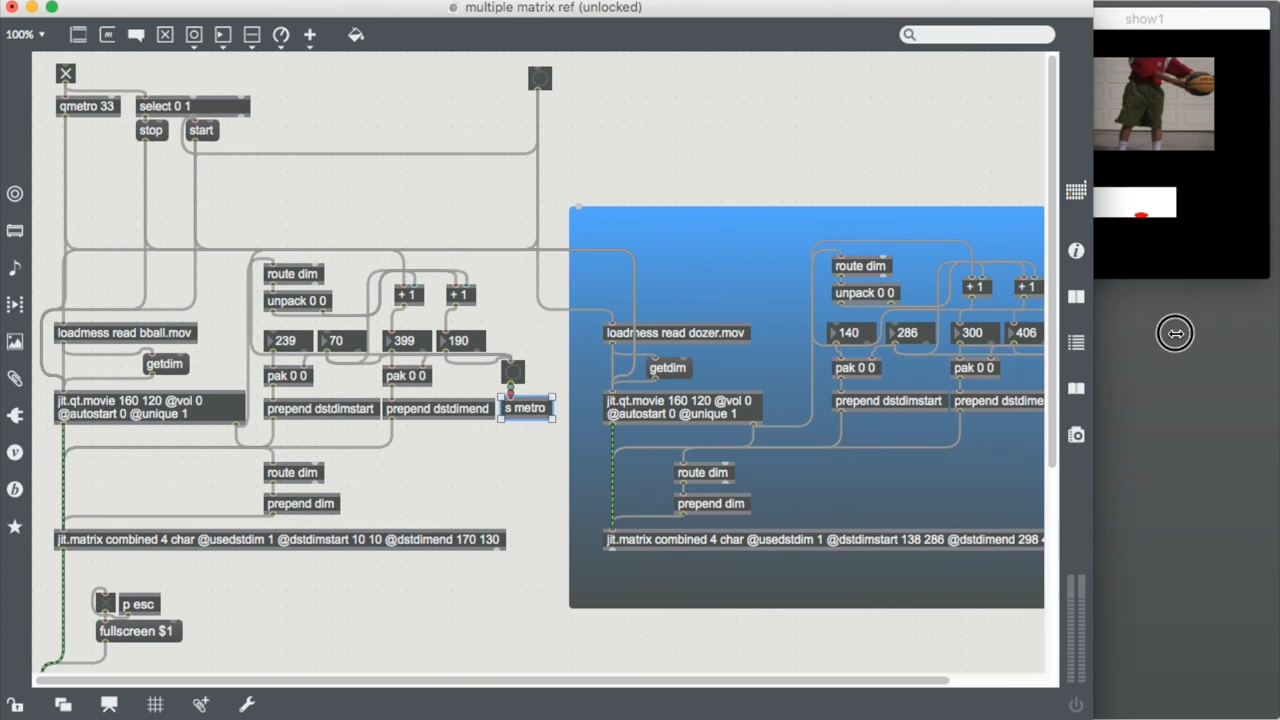 multiple matrix ref (unlocked)
show1
100%
qmetro 33
select 0 1
stop
start
route dim
unpack 0 0
+ 1
+ 1
route dim
unpack 0 0
+ 1
+ 1
loadmess read bball.mov
239
70
399
190
loadmess read dozer.mov
140
286
300
406
getdim
pak 0 0
pak 0 0
getdim
pak 0 0
pak 0 0
jit.qt.movie 160 120 @vol 0
@autostart 0 @unique 1
prepend dstdimstart
prepend dstdimend
s metro
jit.qt.movie 160 120 @vol 0
@autostart 0 @unique 1
prepend dstdimstart
prepend dstdime
route dim
prepend dim
route dim
prepend dim
jit.matrix combined 4 char @usedstdim 1 @dstdimstart 10 10 @dstdimend 170 130
jit.matrix combined 4 char @usedstdim 1 @dstdimstart 138 286 @dstdimend 298 4
p esc
fullscreen $1